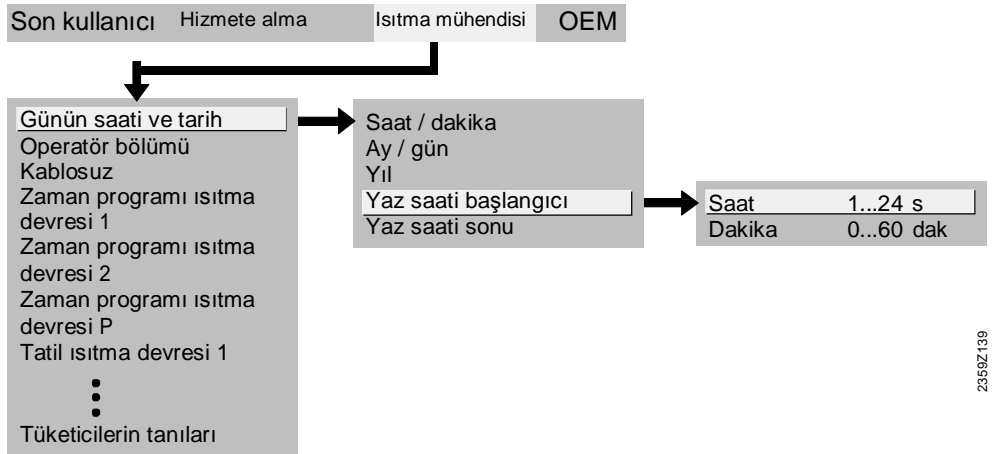 Son kullanıcı Hizmete alma Isıtma mühendisi OEM
Günün saati ve tarih
Operatör bölümü
Kablosuz
Zaman programı ısıtma
devresi 1
Zaman programı ısıtma
devresi 2
Zaman programı ısıtma
devresi P
Tatil ısıtma devresi 1
Tüketicilerin tanıları
Saat / dakika
Ay / gün
Yıl
Yaz saati başlangıcı
Yaz saati sonu
Saat 1...24 s
Dakika 0...60 dak
2359Z139